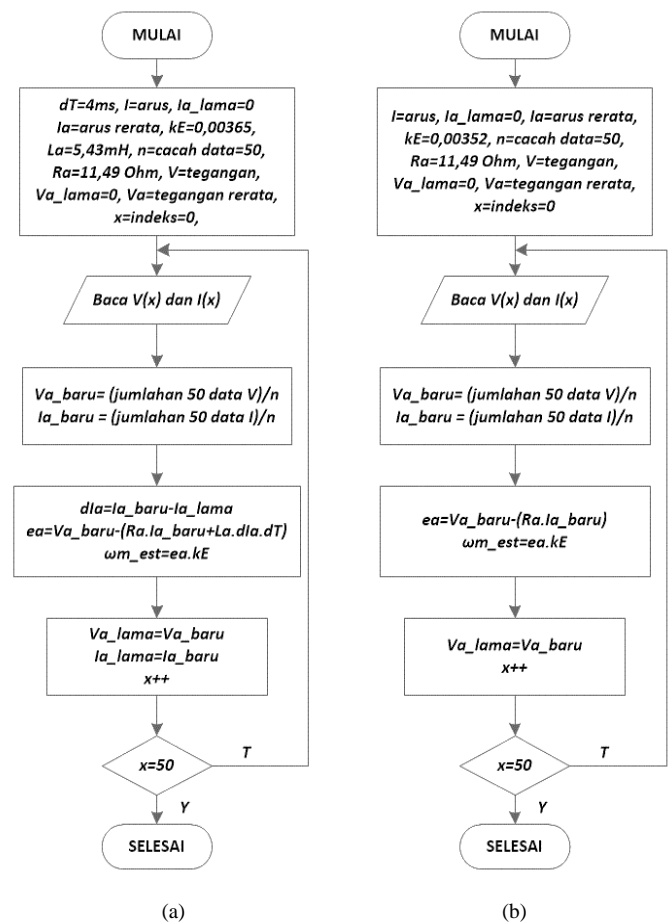 MULAI
dT=4ms, I=arus, Ia_lama=0
Ia=arus rerata, kE=0,00365,
La=5,43mH, n=cacah data=50,
Ra=11,49 Ohm, V=tegangan,
Va_lama=0, Va=tegangan rerata,
x=indeks=0,
Baca V(x) dan I(x)
Va_baru= (jumlahan 50 data V)/n
Ia_baru = (jumlahan 50 data I)/n
dIa=Ia_baru-Ia_lama
ea=Va_baru-(Ra.Ia_baru+La.dIa.dT)
ωm_est=ea.kE
Va_lama=Va_baru
Ia_lama=Ia_baru
x++
x=50
T
Y
SELESAI
(a)
MULAI
I=arus, Ia_lama=0, Ia=arus rerata,
kE=0,00352, n=cacah data=50,
Ra=11,49 Ohm, V=tegangan,
Va_lama=0, Va=tegangan rerata,
x=indeks=0
Baca V(x) dan I(x)
Va_baru= (jumlahan 50 data V)/n
Ia_baru = (jumlahan 50 data I)/n
ea=Va_baru-(Ra.Ia_baru)
ωm_est=ea.kE
Va_lama=Va_baru
x++
x=50
T
Y
SELESAI
(b)